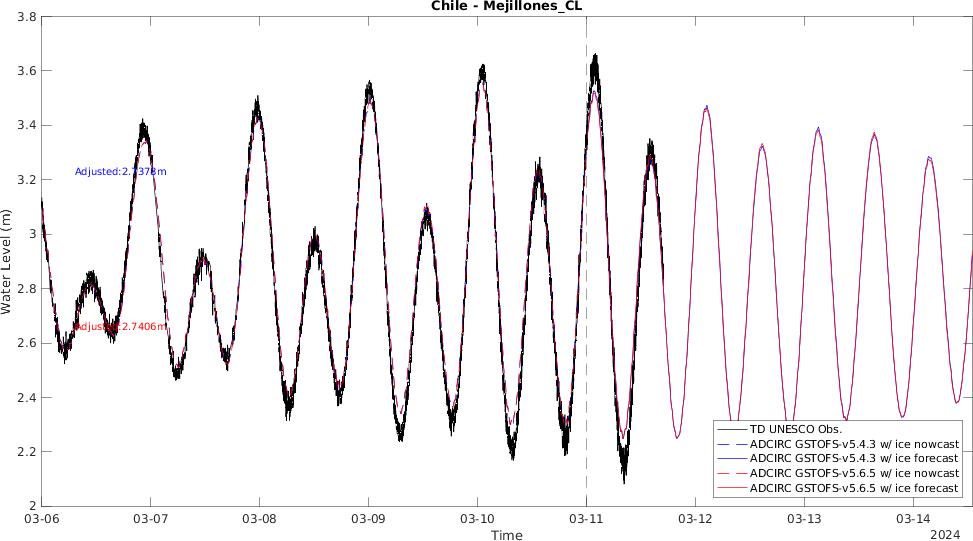 Chile - Mejillones_CL
3.8
3.6
3.4
3.2
3
2.8
2.6
2.4
2.2
2
Water Level (m)
Adjusted:2.7378m
Adjusted:2.7406m
TD UNESCO Obs.
ADCIRC GSTOFS-v5.4.3 w/ ice nowcast
ADCIRC GSTOFS-v5.4.3 w/ ice forecast
ADCIRC GSTOFS-v5.6.5 w/ ice nowcast
ADCIRC GSTOFS-v5.6.5 w/ ice forecast
03-06 03-07 03-08 03-09 03-10 03-11 03-12 03-13 03-14
Time
2024